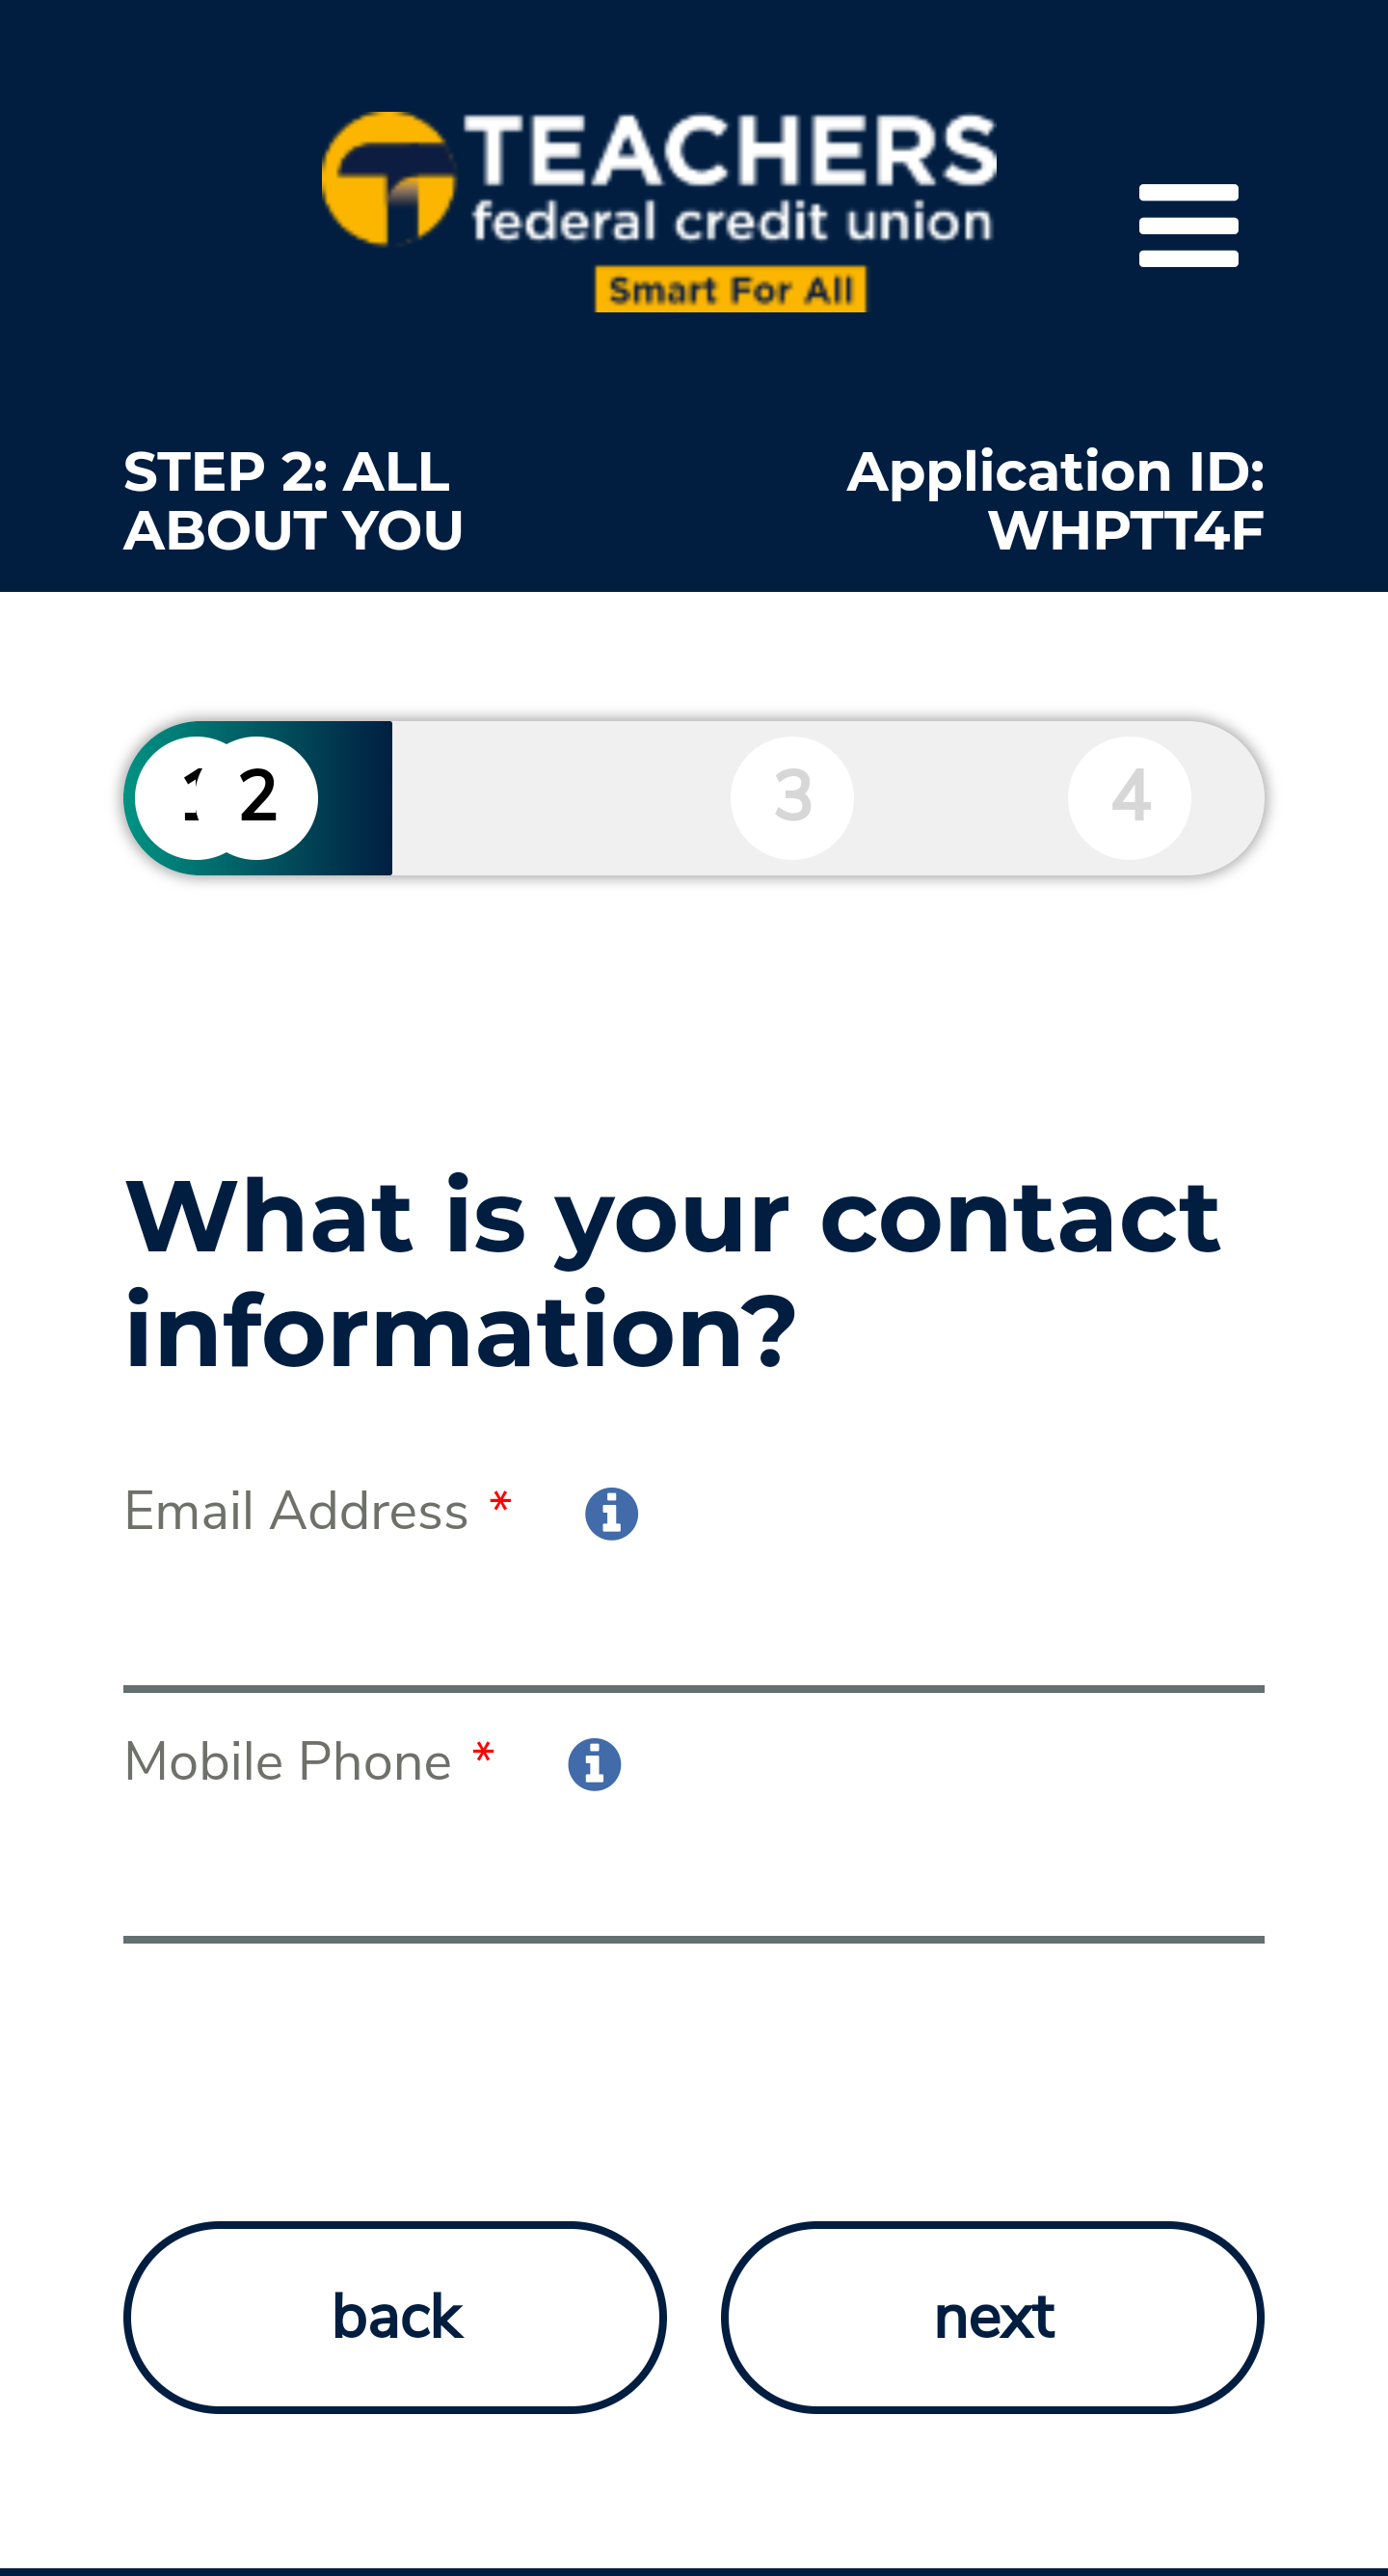 TEACHERS
federal credit union
Smart For All
STEP 2: ALL
ABOUT YOU
Application ID:
WHPTT4F
1 2 3 4
What is your contact
information?
Email Address *
Mobile Phone *
back next